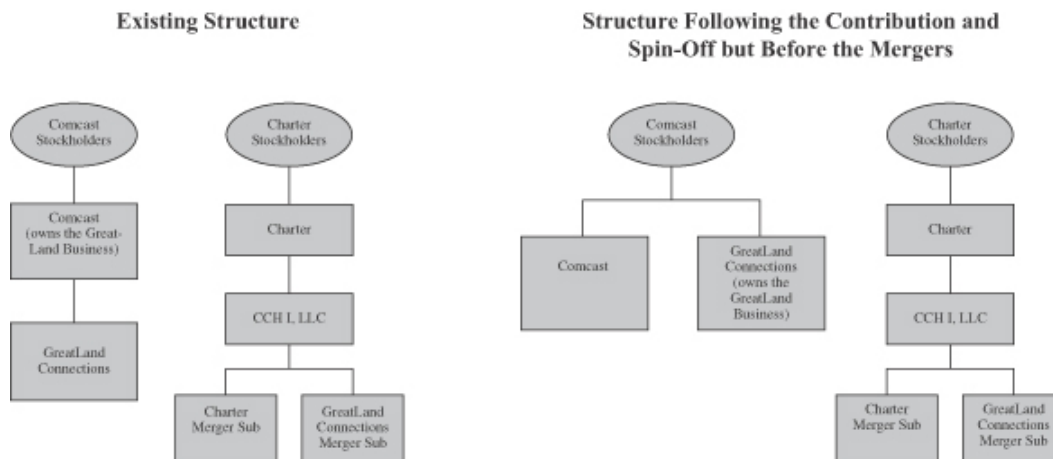 Existing Structure
Structure Following the Contribution and
Spin-Off but Before the Mergers
Comcast
Stockholders
Charter
Stockholders
Comcast
(owns the Great-
Land Business)
Charter
GreatLand
Connections
CCH I, LLC
Charter
Merger Sub
GreatLand
Connections
Merger Sub
Comcast
Stockholders
Charter
Stockholders
Comcast
GreatLand
Connections
(owns the
GreatLand
Business)
Charter
CCH I, LLC
Charter
Merger Sub
GreatLand
Connections
Merger Sub